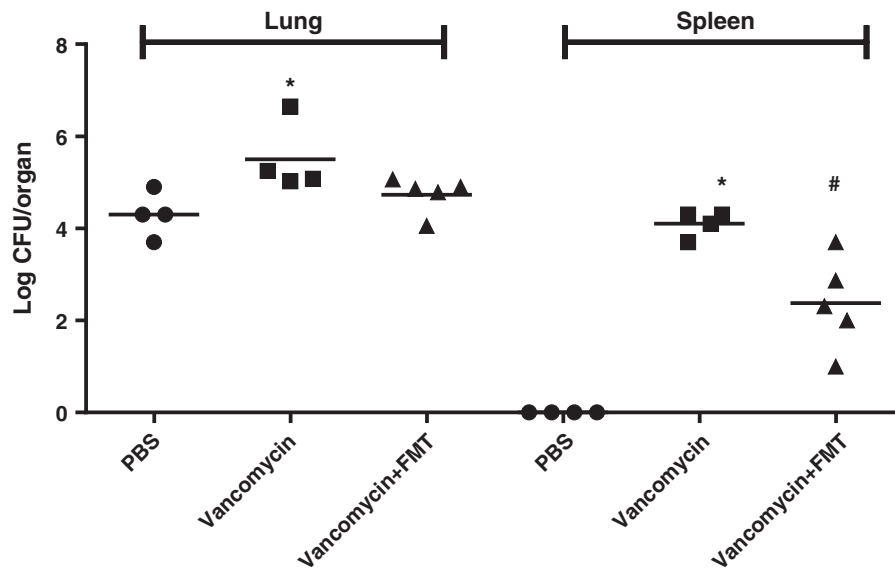 Lung
Spleen
8
6
4
2
0
Log CFU/organ
*
*
#
PBS
Vancomycin
Vancomycin+FMT
PBS
Vancomycin
Vancomycin+FMT